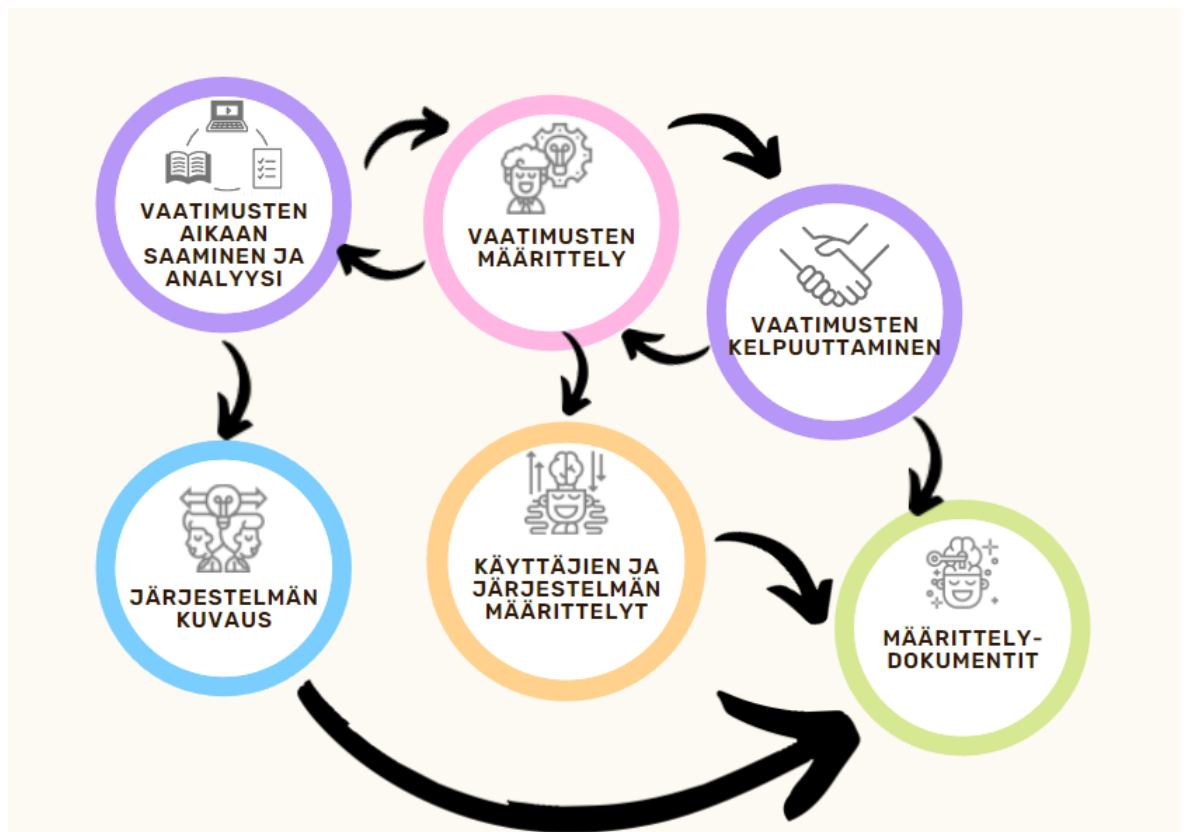 VAATIMUSTEN
AIKAAN
SAAMINEN JA
ANALYYSI
VAATIMUSTEN
MÄÄRITTELY
VAATIMUSTEN
KELPUUTTAMINEN
JÄRJESTELMÄN
KUVAUS
KÄYTTÄJIEN JA
JÄRJESTELMÄN
MÄÄRITTELYT
MÄÄRITTELY-
DOKUMENTIT